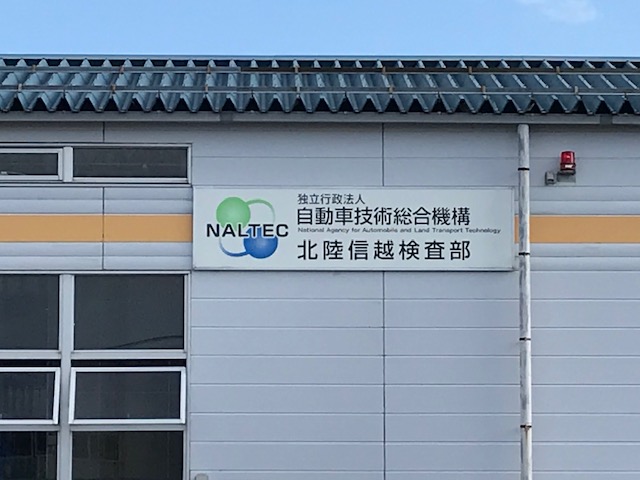 独立行政法人
自動車技術総合機構
NALTEC
National Agency for Automobile and Land Transport Technology
北陸信越検査部